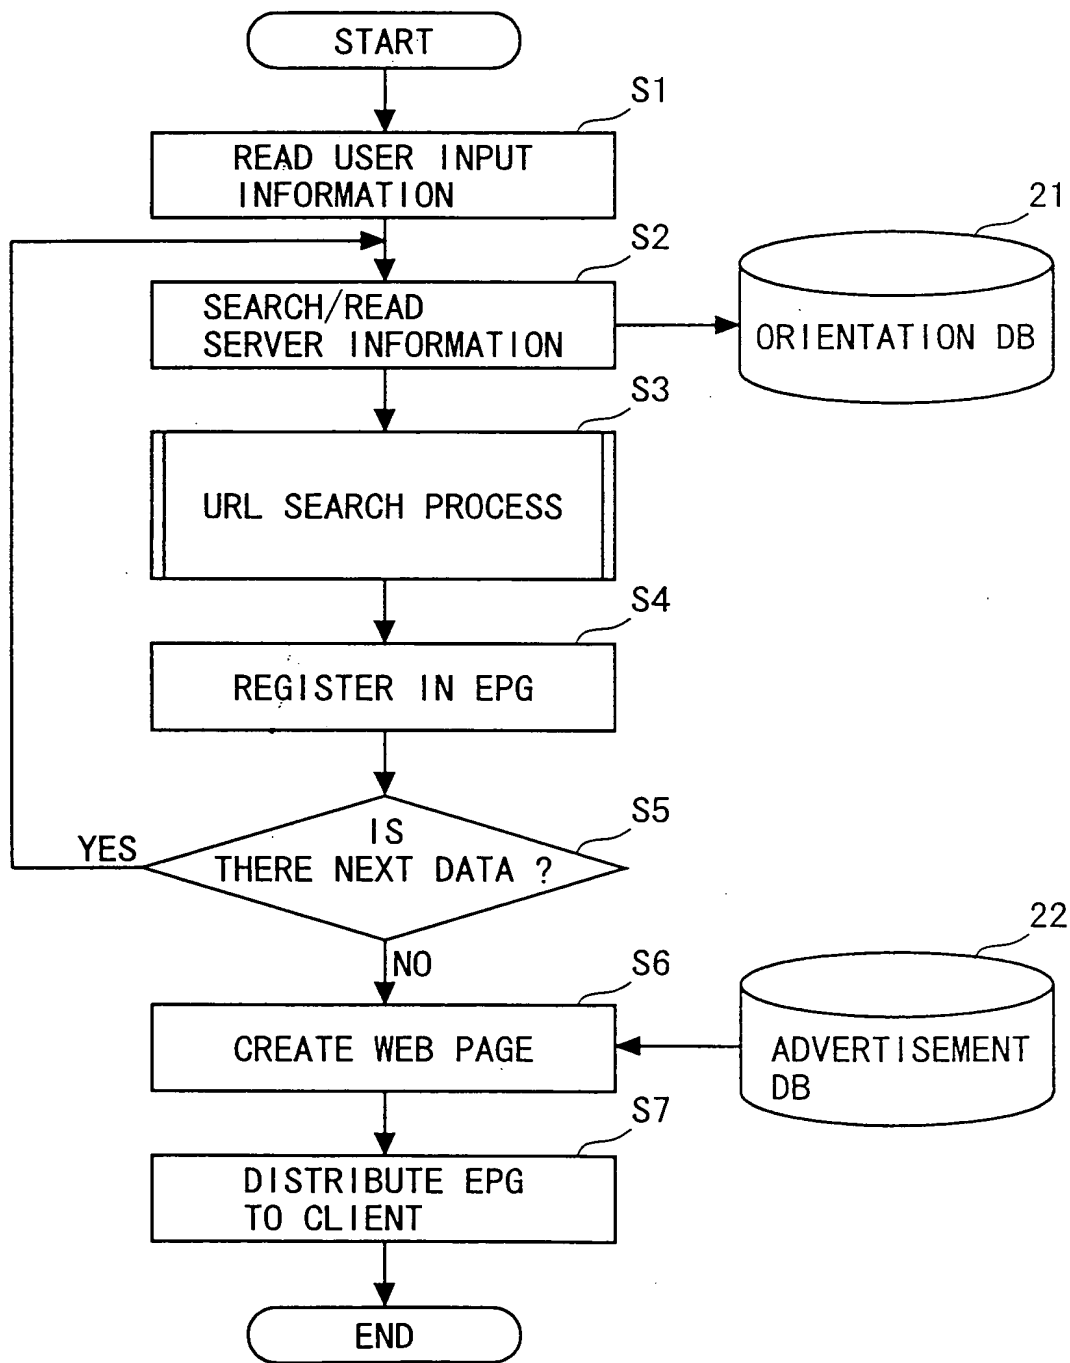 START
S1
READ USER INPUT
INFORMATION
S2
SEARCH/READ
SERVER INFORMATION
21
ORIENTATION DB
S3
URL SEARCH PROCESS
S4
REGISTER IN EPG
S5
IS
THERE NEXT DATA ?
YES
NO
S6
CREATE WEB PAGE
22
ADVERTISEMENT
DB
S7
DISTRIBUTE EPG
TO CLIENT
END